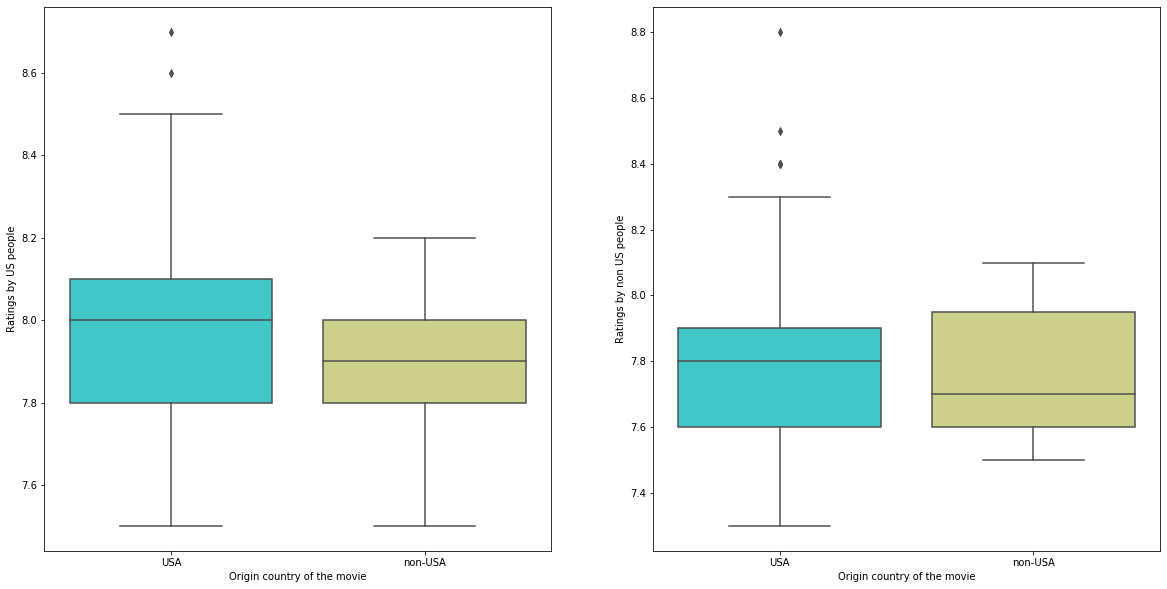 Ratings by US people
8.6
8.4
8.2
8.0
7.8
7.6
USA
non-USA
Origin country of the movie
Ratings by non US people
8.8
8.6
8.4
8.2
8.0
7.8
7.6
7.4
USA
non-USA
Origin country of the movie